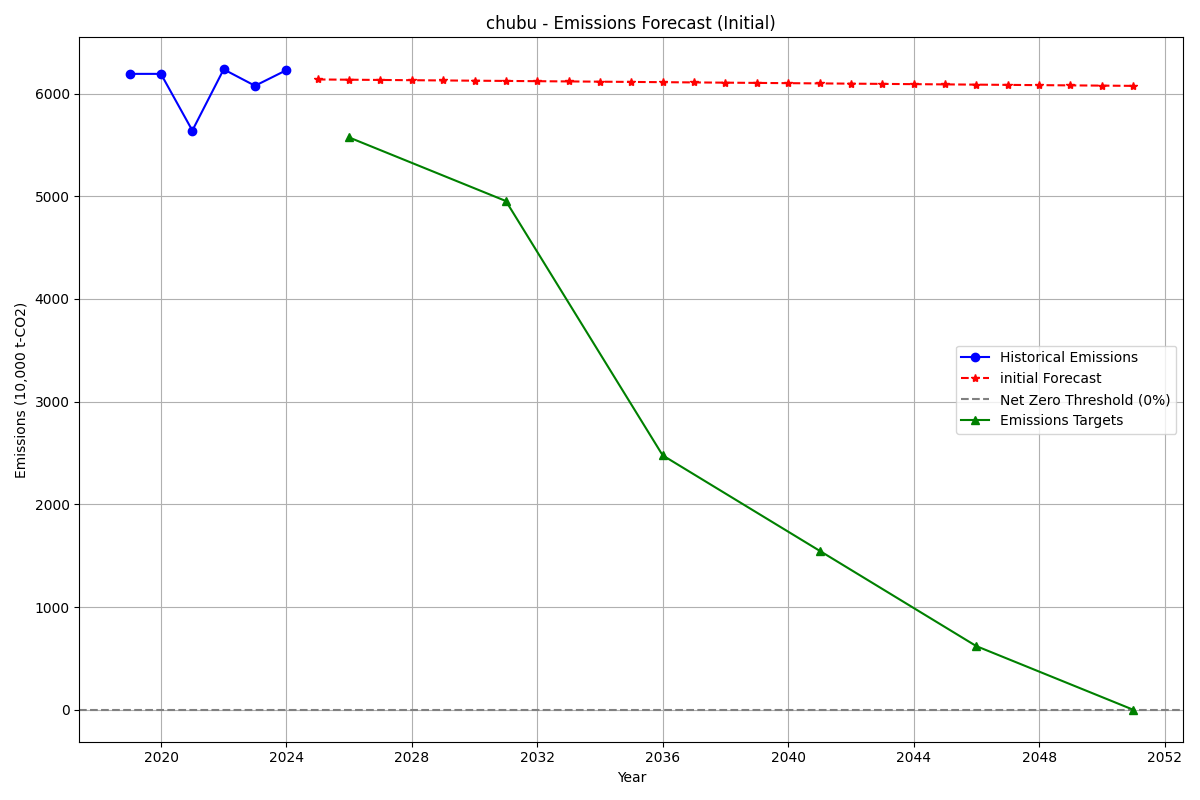 chubu - Emissions Forecast (Initial)
Emissions (10,000 t-CO2)
6000
5000
4000
3000
2000
1000
0
Historical Emissions
initial Forecast
Net Zero Threshold (0%)
Emissions Targets
2020 2024 2028 2032 2036 2040 2044 2048 2052
Year